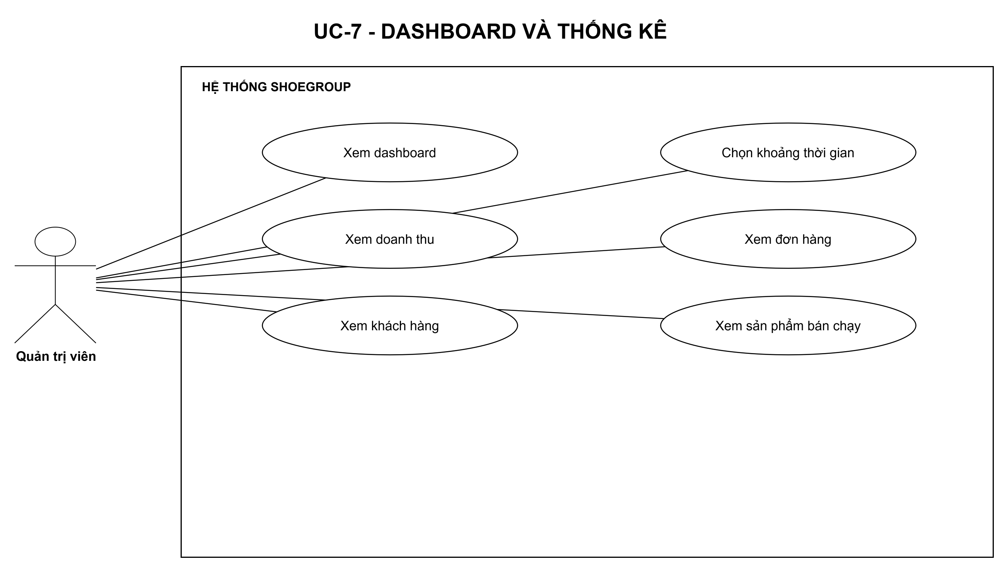 UC-7 - DASHBOARD VÀ THỐNG KÊ
HỆ THỐNG SHOEGROUP
Xem dashboard
Chọn khoảng thời gian
Xem doanh thu
Xem đơn hàng
Xem khách hàng
Xem sản phẩm bán chạy
Quản trị viên